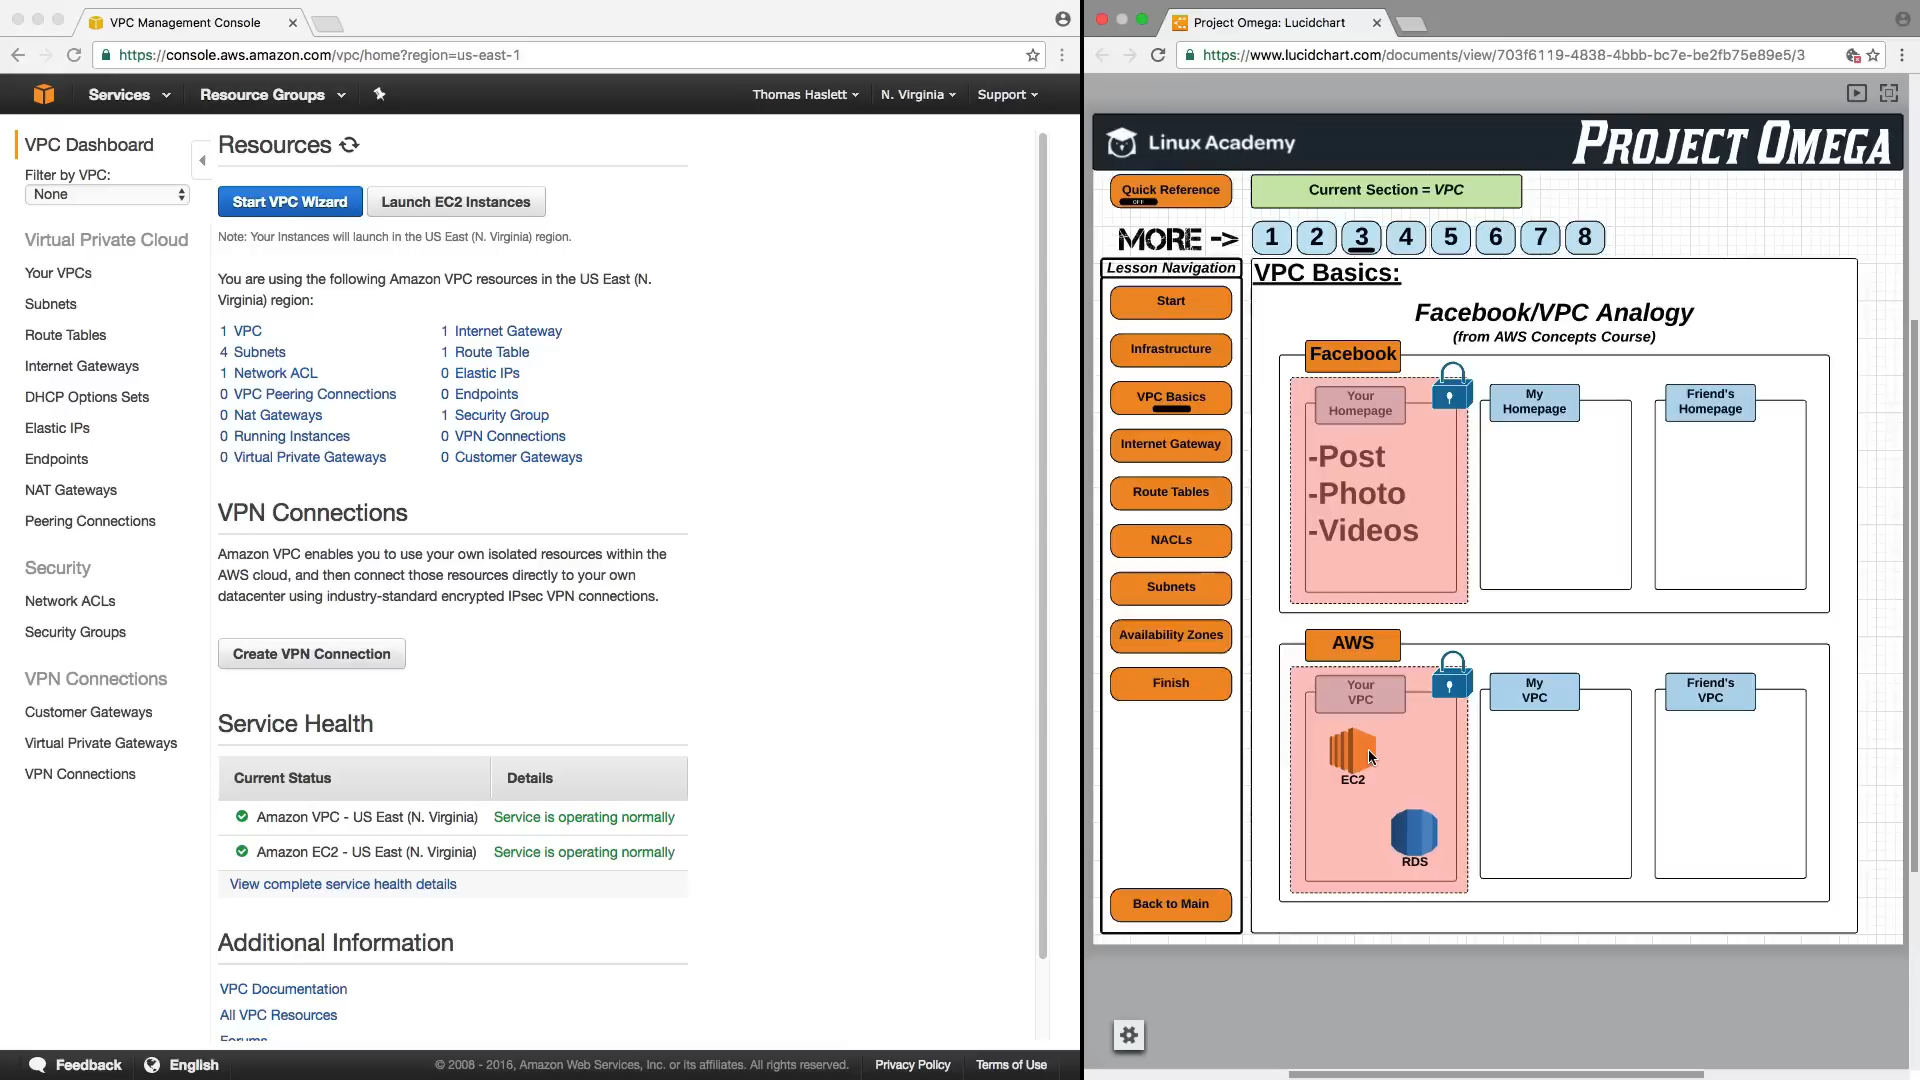 VPC Management Console
https://console.aws.amazon.com/vpc/home?region=us-east-1
Services
Resource Groups
Thomas Haslett
N. Virginia
Support
VPC Dashboard
Filter by VPC:
None
Virtual Private Cloud
Your VPCs
Subnets
Route Tables
Internet Gateways
DHCP Options Sets
Elastic IPs
Endpoints
NAT Gateways
Peering Connections
Security
Network ACLs
Security Groups
VPN Connections
Customer Gateways
Virtual Private Gateways
VPN Connections
Resources
Start VPC Wizard
Launch EC2 Instances
Note: Your Instances will launch in the US East (N. Virginia) region.
You are using the following Amazon VPC resources in the US East (N.
Virginia) region:
1 VPC
1 Internet Gateway
4 Subnets
1 Route Table
1 Network ACL
0 Elastic IPs
0 VPC Peering Connections
0 Endpoints
0 Nat Gateways
1 Security Group
0 Running Instances
0 VPN Connections
0 Virtual Private Gateways
0 Customer Gateways
VPN Connections
Amazon VPC enables you to use your own isolated resources within the
AWS cloud, and then connect those resources directly to your own
datacenter using industry-standard encrypted IPsec VPN connections.
Create VPN Connection
Service Health
Current Status
Details
Amazon VPC - US East (N. Virginia)
Service is operating normally
Amazon EC2 - US East (N. Virginia)
Service is operating normally
View complete service health details
Additional Information
VPC Documentation
All VPC Resources
Forums
Feedback
English
© 2008 - 2016, Amazon Web Services, Inc. or its affiliates. All rights reserved.
Privacy Policy
Terms of Use
Project Omega: Lucidchart
https://www.lucidchart.com/documents/view/703f6119-4838-4bbb-bc7e-be2fb75e89e5/3
Linux Academy
PROJECT OMEGA
Quick Reference
OFF
Current Section = VPC
MORE ->
1 2 3 4 5 6 7 8
Lesson Navigation
Start
Infrastructure
VPC Basics
Internet Gateway
Route Tables
NACLs
Subnets
Availability Zones
Finish
Back to Main
VPC Basics:
Facebook/VPC Analogy
(from AWS Concepts Course)
Facebook
Your
Homepage
-Post
-Photo
-Videos
My
Homepage
Friend's
Homepage
AWS
Your
VPC
EC2
RDS
My
VPC
Friend's
VPC